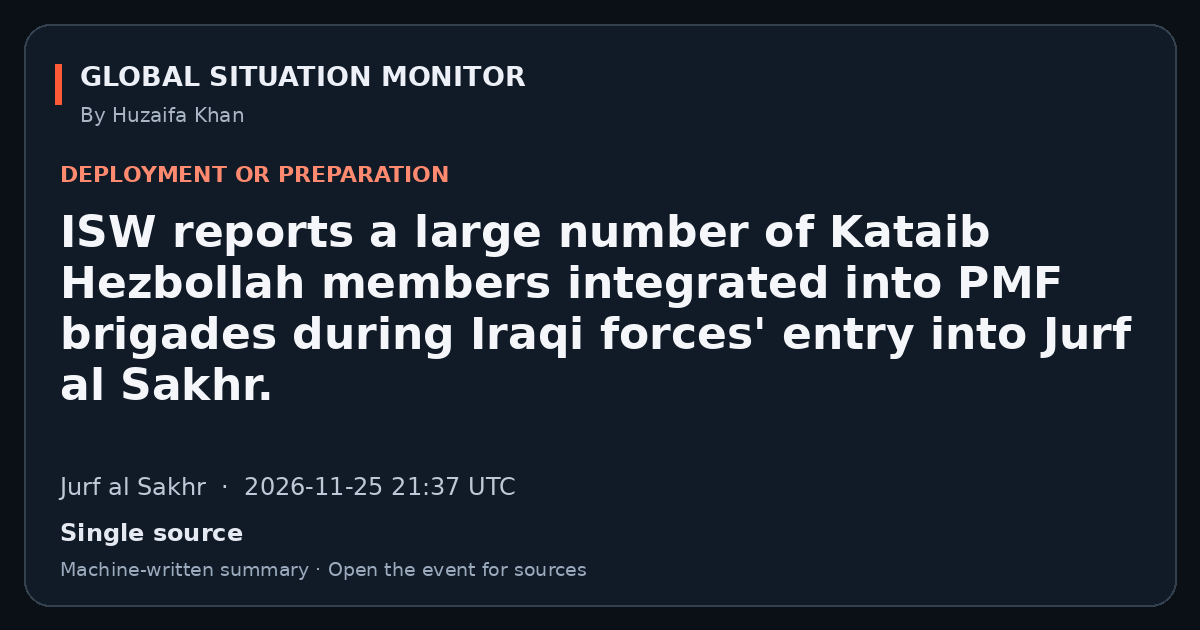 GLOBAL SITUATION MONITOR
By Huzaifa Khan
DEPLOYMENT OR PREPARATION
ISW reports a large number of Kataib
Hezbollah members integrated into PMF
brigades during Iraqi forces' entry into Jurf
al Sakhr.
Jurf al Sakhr · 2026-11-25 21:37 UTC
Single source
Machine-written summary · Open the event for sources